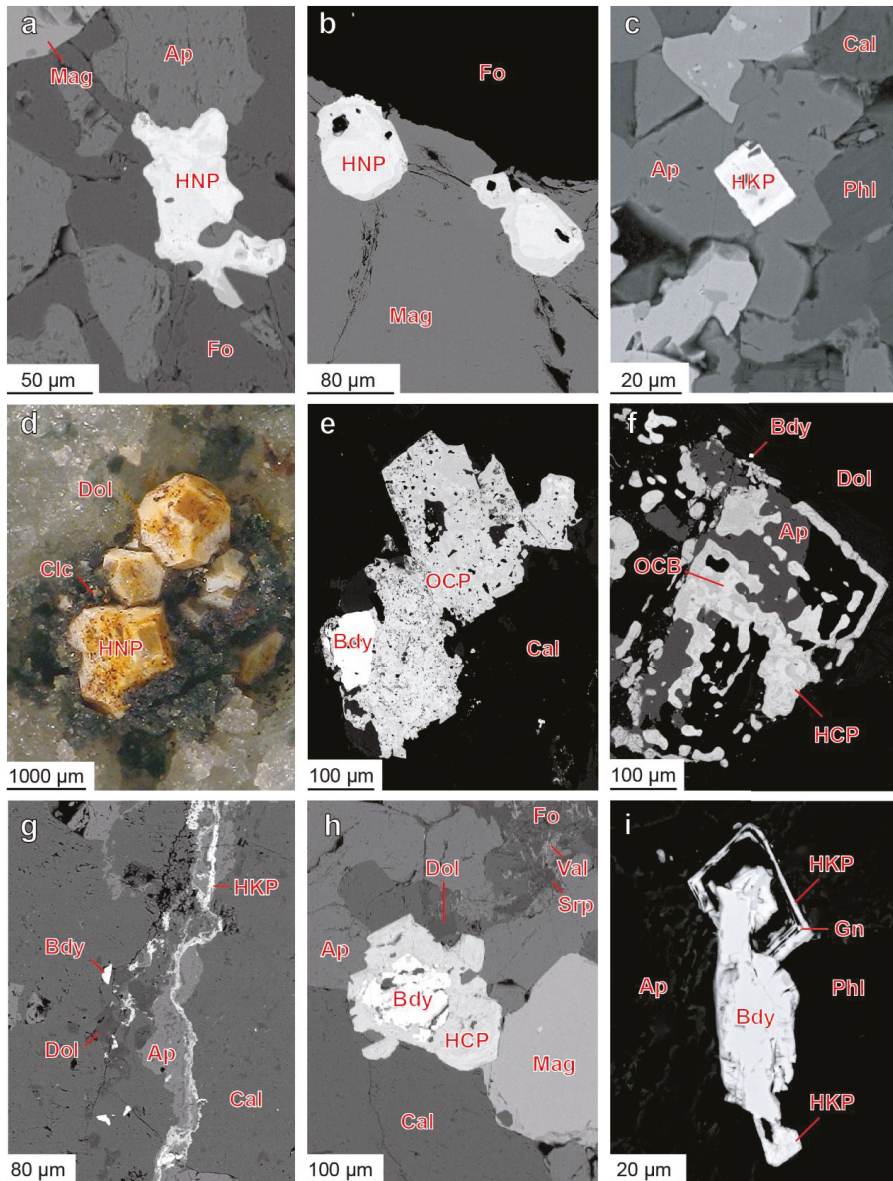 a
Mag
Ap
HNP
Fo
50 µm
b
Fo
HNP
Mag
80 µm
c
Cal
Ap
HKP
Phl
20 µm
d
Dol
Clc
HNP
1000 µm
e
OCP
Bdy
Cal
100 µm
f
Bdy
Dol
Ap
OCB
HCP
100 µm
g
HKP
Bdy
Dol
Ap
Cal
80 µm
h
Fo
Dol
Val
Srp
Ap
Bdy
HCP
Mag
Cal
100 µm
i
HKP
Gn
Ap
Phl
Bdy
HKP
20 µm